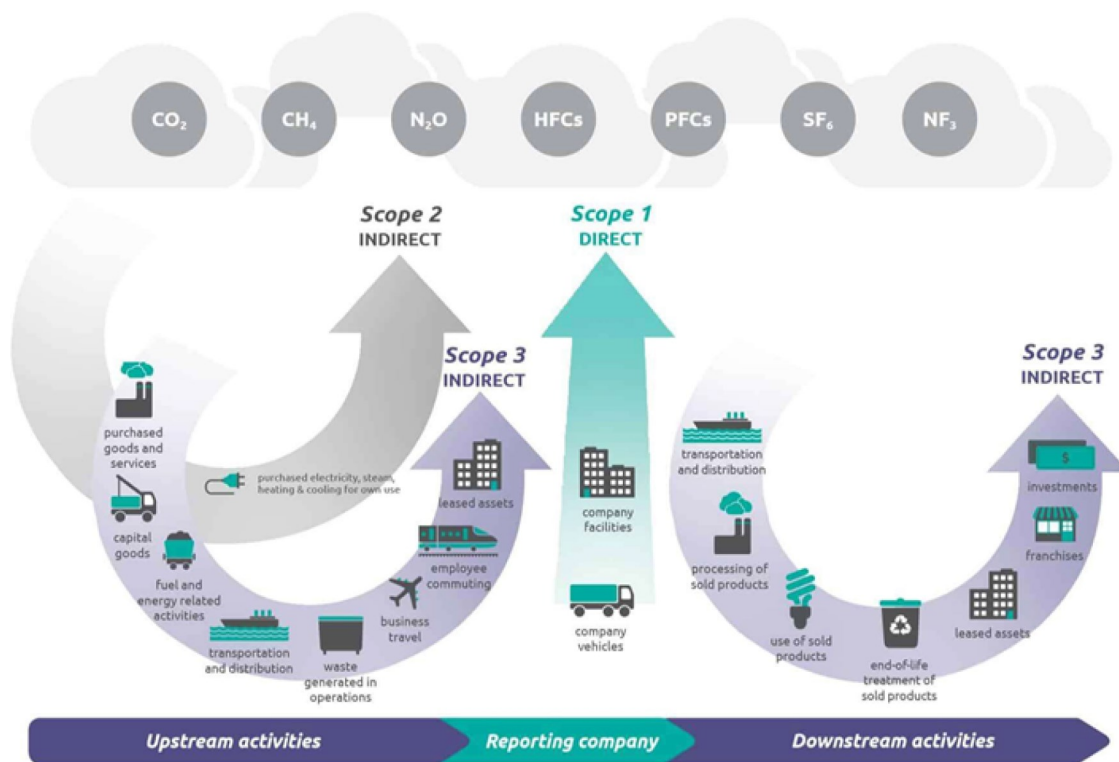 CO₂
CH₄
N₂O
HFCs
PFCs
SF₆
NF₃
Scope 2
INDIRECT
Scope 1
DIRECT
Scope 3
INDIRECT
Scope 3
INDIRECT
purchased
goods and
services
capital
goods
fuel and
energy related
activities
transportation
and distribution
waste
generated in
operations
business
travel
employee
commuting
leased assets
purchased electricity, steam,
heating & cooling for own use
company
facilities
company
vehicles
transportation
and distribution
processing of
sold products
use of sold
products
end-of-life
treatment of
sold products
leased assets
franchises
$
investments
Upstream activities
Reporting company
Downstream activities